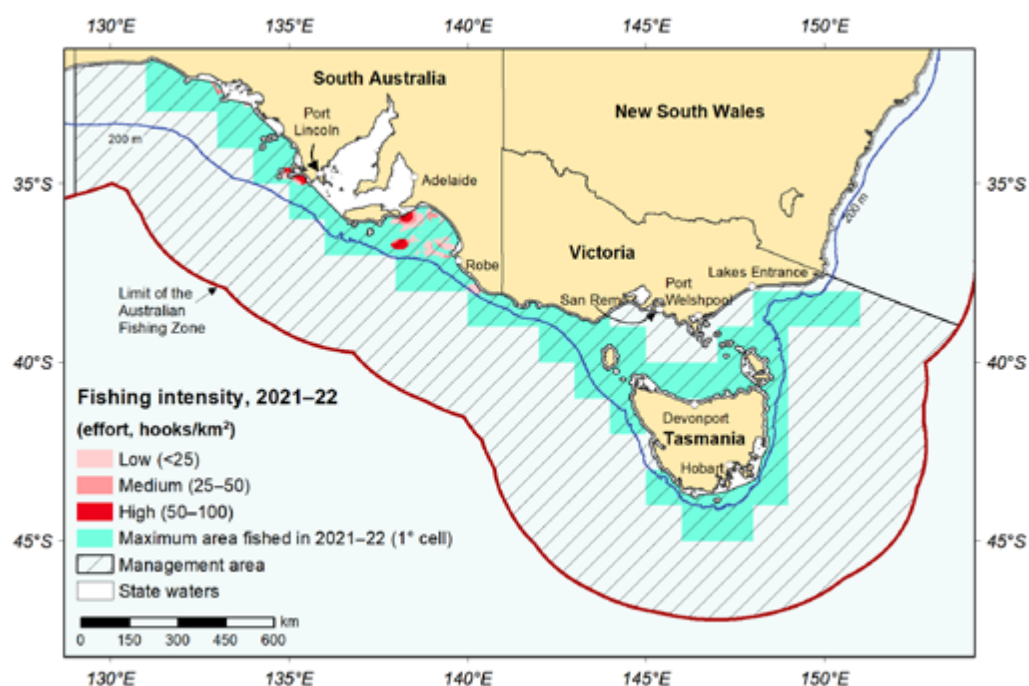 130°E 135°E 140°E 145°E 150°E
South Australia
New South Wales
Port
Lincoln
200 m
35°S
Adelaide
35°S
200 m
Victoria
Robe
Lakes Entrance
Port
Welshpool
San Rem
Limit of the
Australian
Fishing Zone
40°S
40°S
Fishing intensity, 2021–22
(effort, hooks/km²)
Low (<25)
Medium (25–50)
High (50–100)
Maximum area fished in 2021–22 (1° cell)
Management area
State waters
Devonport
Tasmania
Hobart
45°S
45°S
km
0 150 300 450 600
130°E 135°E 140°E 145°E 150°E